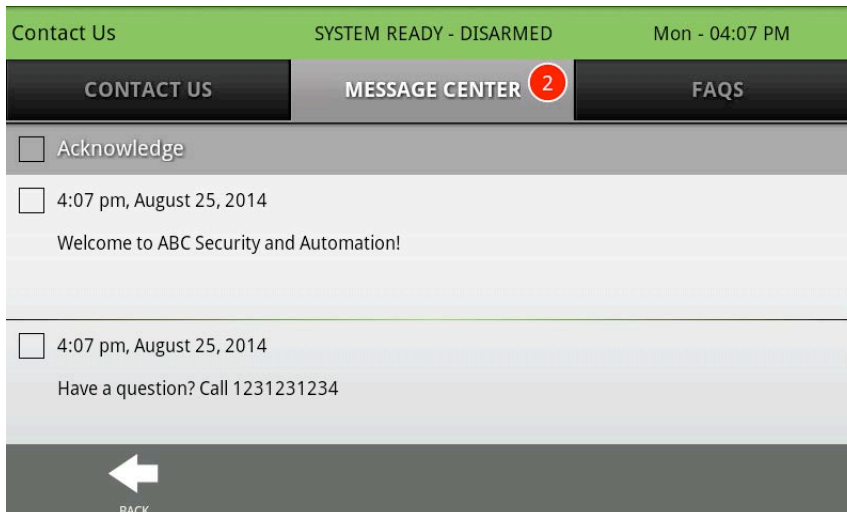 Contact Us
SYSTEM READY - DISARMED
Mon - 04:07 PM
CONTACT US
MESSAGE CENTER 2
FAQS
Acknowledge
4:07 pm, August 25, 2014
Welcome to ABC Security and Automation!
4:07 pm, August 25, 2014
Have a question? Call 1231231234
BACK